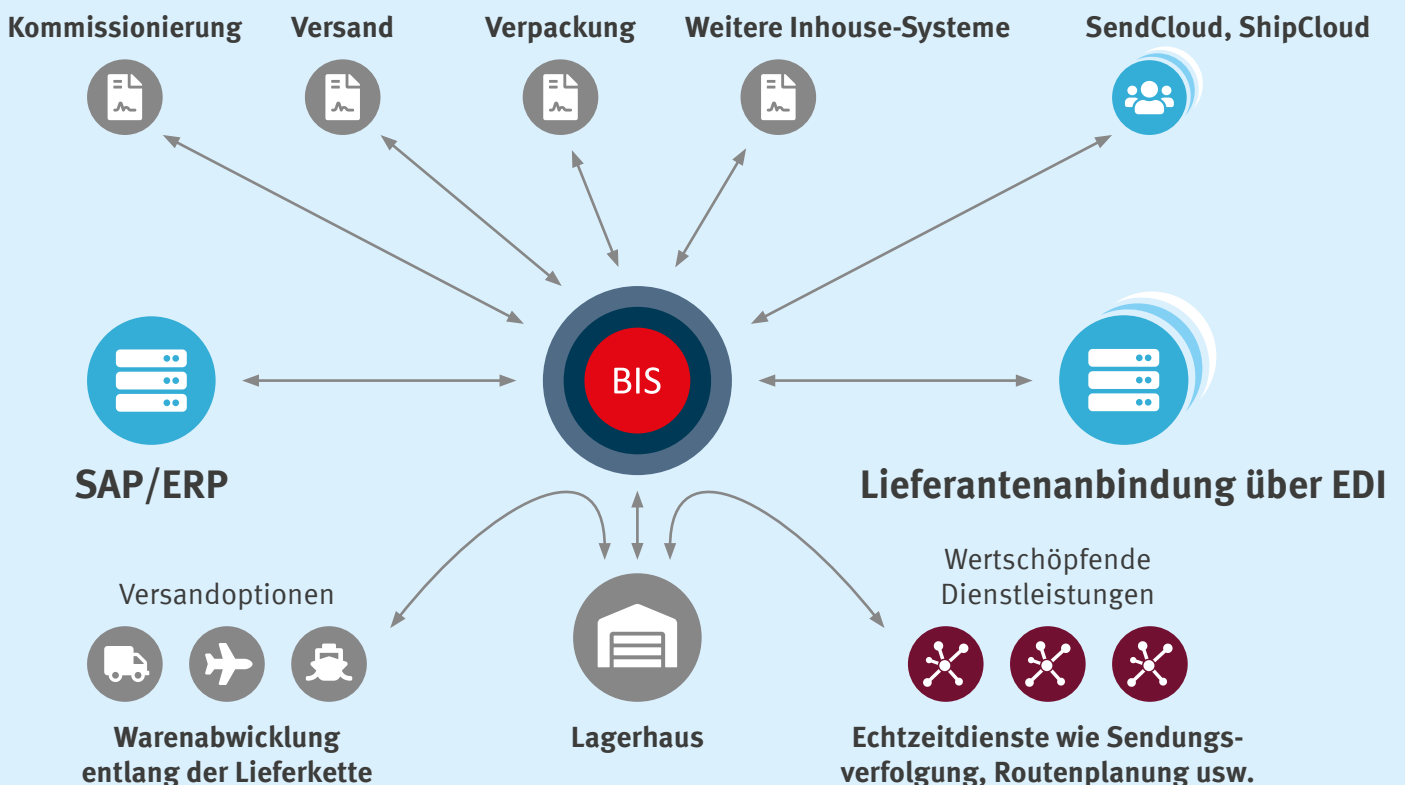 Kommissionierung
Versand
Verpackung
Weitere Inhouse-Systeme
SendCloud, ShipCloud
BIS
SAP/ERP
Lieferantenanbindung über EDI
Versandoptionen
Warenabwicklung
entlang der Lieferkette
Lagerhaus
Wertschöpfende
Dienstleistungen
Echtzeitdienste wie Sendungs-
verfolgung, Routenplanung usw.